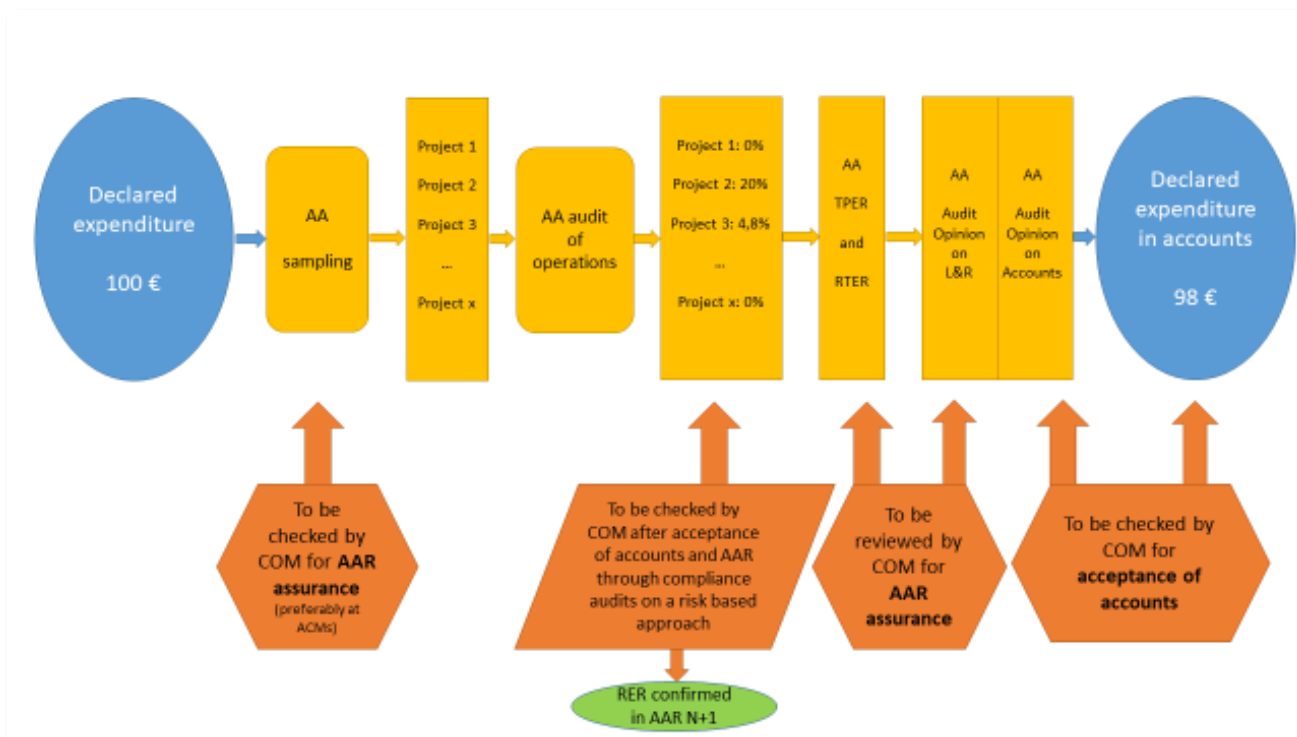 Declared
expenditure
100 €
AA
sampling
Project 1
Project 2
Project 3
...
Project x
AA audit
of
operations
Project 1: 0%
Project 2: 20%
Project 3: 4,8%
...
Project x: 0%
AA
TPER
and
RTER
AA
Audit
Opinion
on
L&R
AA
Audit
Opinion
on
Accounts
Declared
expenditure
in accounts
98 €
To be
checked by
COM for AAR
assurance
(preferably at
ACMs)
To be checked by
COM after acceptance
of accounts and AAR
through compliance
audits on a risk based
approach
To be
reviewed by
COM for
AAR
assurance
To be checked by
COM for
acceptance of
accounts
RER confirmed
in AAR N+1